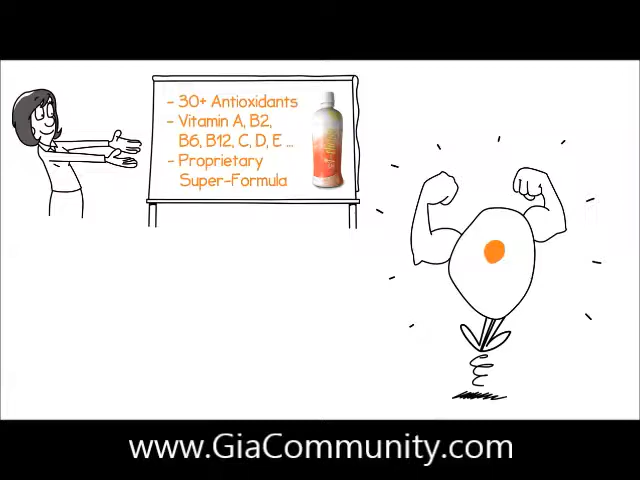 - 30+ Antioxidants
- Vitamin A, B2,
B6, B12, C, D, E ...
- Proprietary
Super-Formula
www.GiaCommunity.com